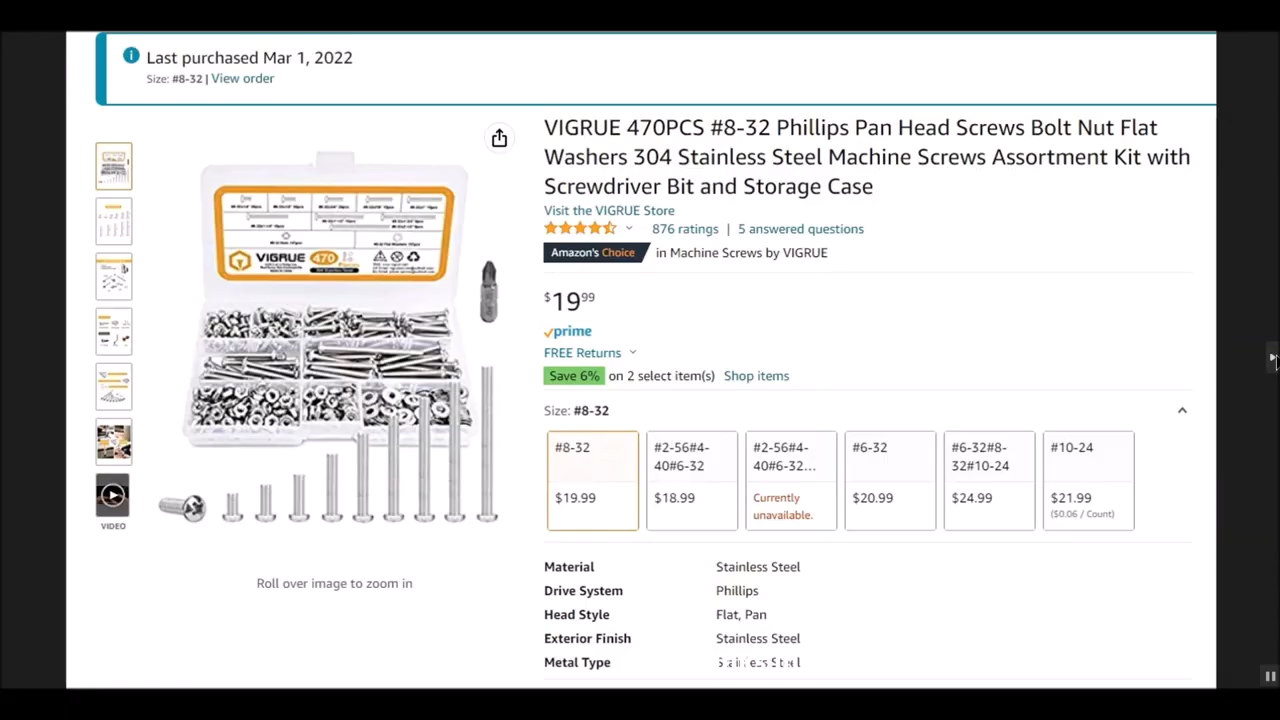 Last purchased Mar 1, 2022
Size: #8-32 | View order
VIGRUE 470PCS #8-32 Phillips Pan Head Screws Bolt Nut Flat
Washers 304 Stainless Steel Machine Screws Assortment Kit with
Screwdriver Bit and Storage Case
Visit the VIGRUE Store
876 ratings | 5 answered questions
Amazon's Choice in Machine Screws by VIGRUE
VIGRUE 470
$19 99
prime
FREE Returns
Save 6% on 2 select item(s) Shop items
Size: #8-32
#8-32
$19.99
#2-56#4-
40#6-32
$18.99
#2-56#4-
40#6-32...
Currently
unavailable.
#6-32
$20.99
#6-32#8-
32#10-24
$24.99
#10-24
$21.99
($0.06 / Count)
VIDEO
Roll over image to zoom in
Material Stainless Steel
Drive System Phillips
Head Style Flat, Pan
Exterior Finish Stainless Steel
Metal Type Stainless Steel